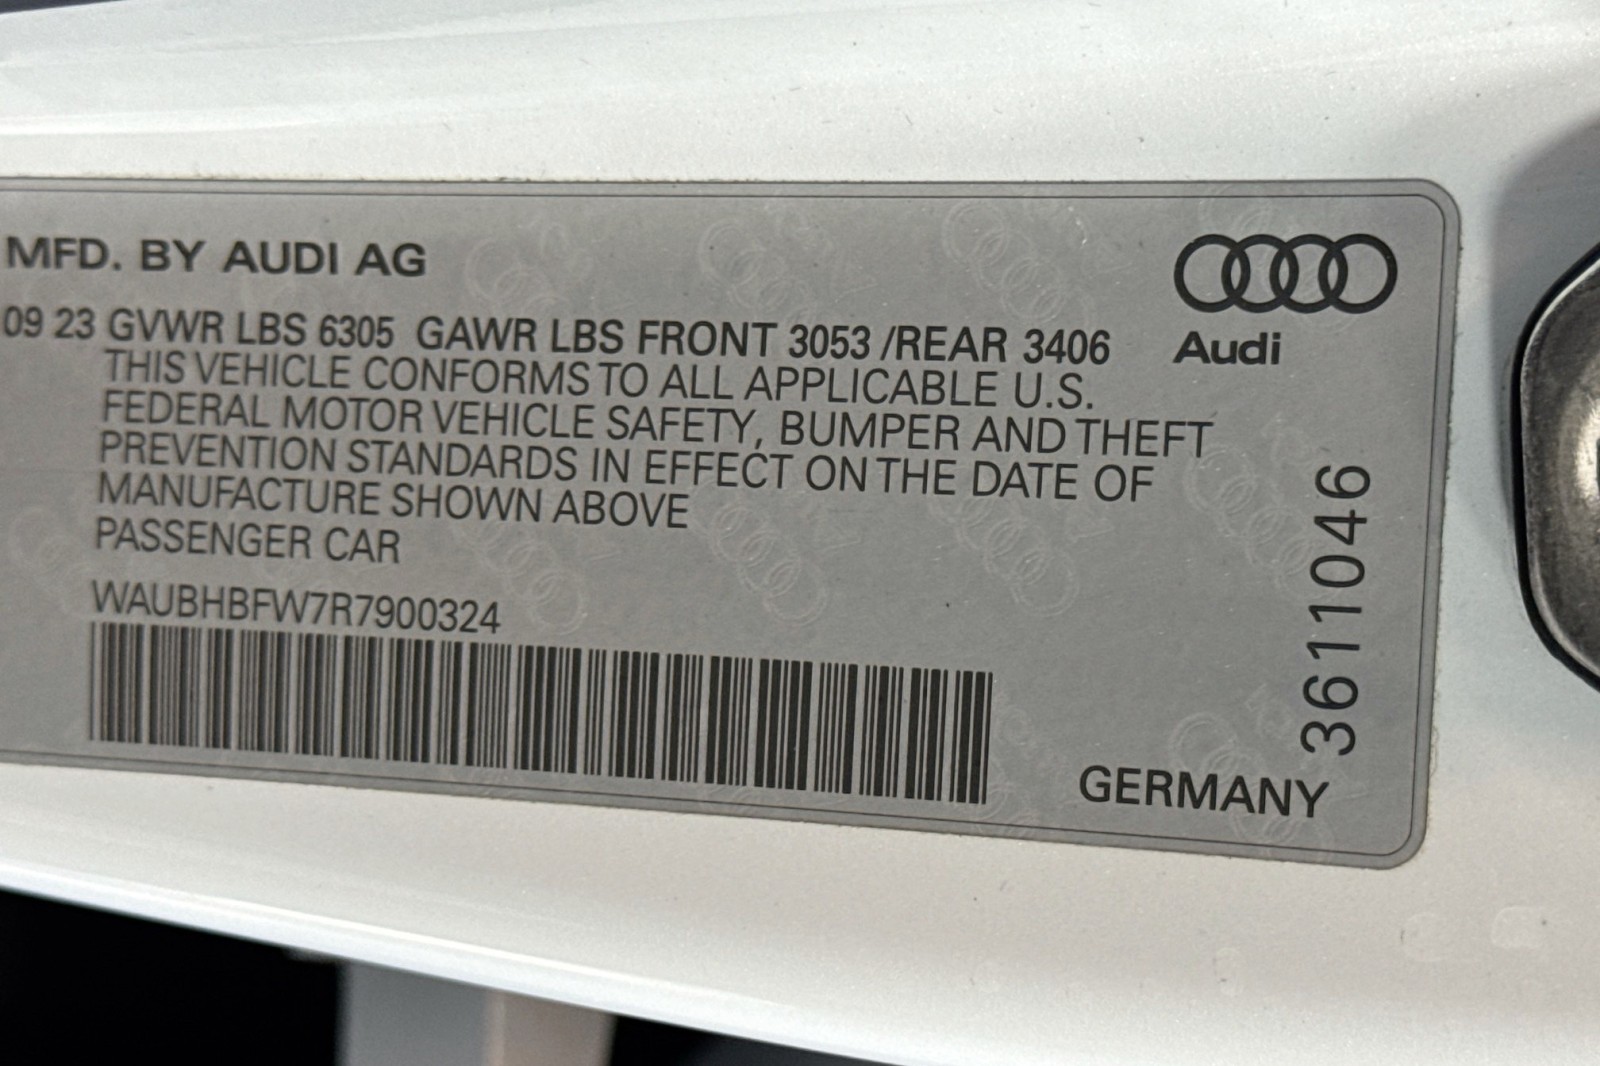 MFD. BY AUDI AG
Audi
09 23 GVWR LBS 6305 GAWR LBS FRONT 3053 /REAR 3406
THIS VEHICLE CONFORMS TO ALL APPLICABLE U.S.
FEDERAL MOTOR VEHICLE SAFETY, BUMPER AND THEFT
PREVENTION STANDARDS IN EFFECT ON THE DATE OF
MANUFACTURE SHOWN ABOVE
PASSENGER CAR
WAUBHBFW7R7900324
3611046
GERMANY